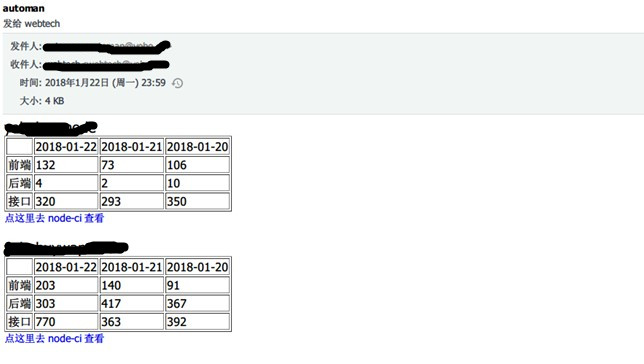 automan
发给 webtech
发件人:
收件人:
时间: 2018年1月22日 (周一) 23:59
大小: 4 KB
2018-01-22 2018-01-21 2018-01-20
前端 132 73 106
后端 4 2 10
接口 320 293 350
点这里去 node-ci 查看
2018-01-22 2018-01-21 2018-01-20
前端 203 140 91
后端 303 417 367
接口 770 363 392
点这里去 node-ci 查看